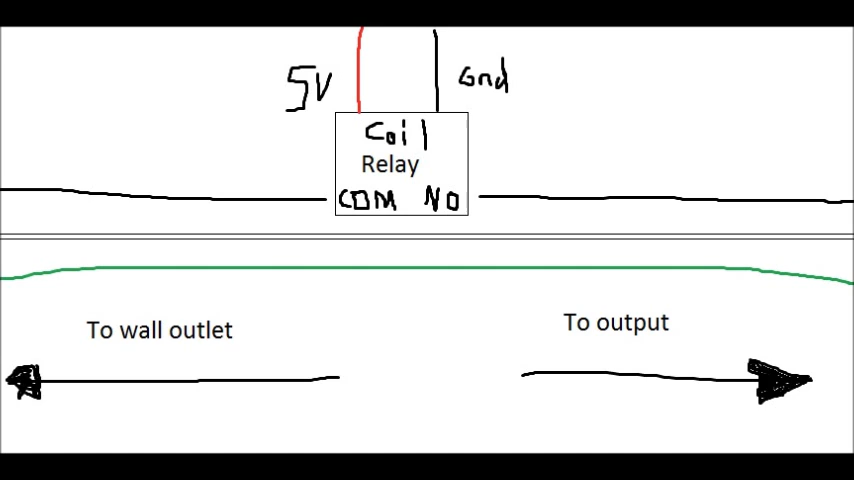 5V
Gnd
Coil
Relay
COM NO
To wall outlet
To output